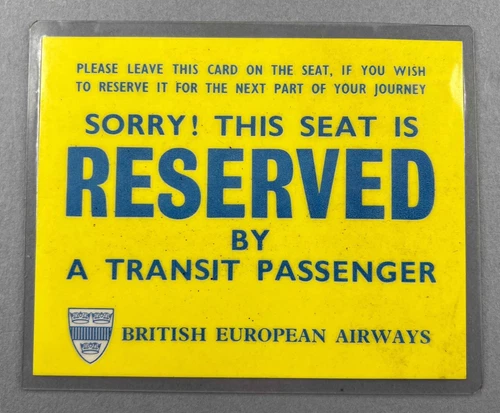 PLEASE LEAVE THIS CARD ON THE SEAT, IF YOU WISH
TO RESERVE IT FOR THE NEXT PART OF YOUR JOURNEY
SORRY! THIS SEAT IS
RESERVED
BY
A TRANSIT PASSENGER
BRITISH EUROPEAN AIRWAYS